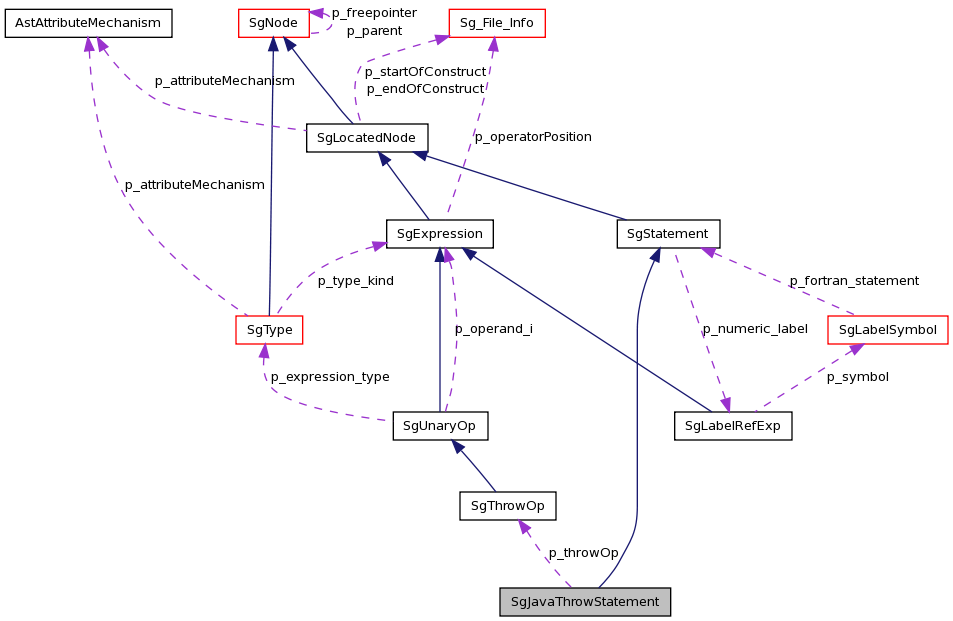 AstAttributeMechanism
SgNode
p_freepointer
p_parent
Sg_File_Info
p_attributeMechanism
p_startOfConstruct
p_endOfConstruct
SgLocatedNode
p_operatorPosition
p_attributeMechanism
SgExpression
SgStatement
p_type_kind
p_fortran_statement
SgType
p_operand_i
p_numeric_label
SgLabelSymbol
p_expression_type
p_symbol
SgUnaryOp
SgLabelRefExp
SgThrowOp
p_throwOp
SgJavaThrowStatement